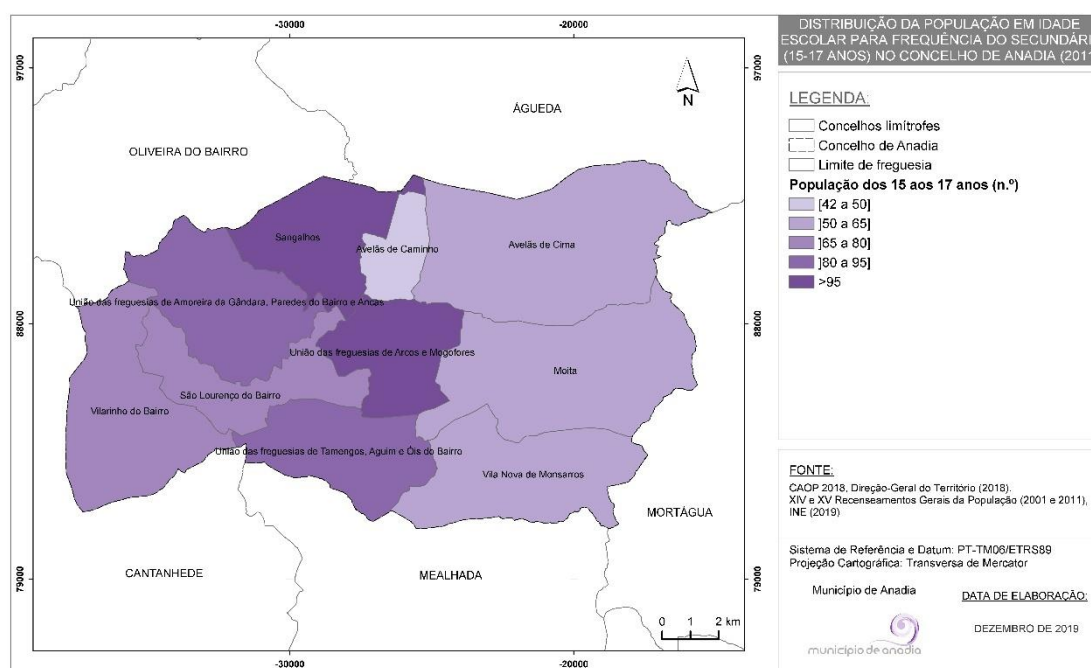 -30000
-20000
97000
97000
88000
88000
79000
79000
-30000
-20000
N
ÁGUEDA
OLIVEIRA DO BAIRRO
Sangalhos
Avelãs de Caminho
Avelãs de Cima
União das freguesias de Amoreira da Gândara, Paredes do Bairro e Ancas
União das freguesias de Arcos e Mogofores
Moita
São Lourenço do Bairro
Vilarinho do Bairro
União das freguesias de Tamengos, Aguim e Óis do Bairro
Vila Nova de Monsarros
MORTÁGUA
CANTANHEDE
MEALHADA
0 1 2 km
DISTRIBUIÇÃO DA POPULAÇÃO EM IDADE
ESCOLAR PARA FREQUÊNCIA DO SECUNDÁRI
(15-17 ANOS) NO CONCELHO DE ANADIA (2011
LEGENDA:
Concelhos limítrofes
Concelho de Anadia
Limite de freguesia
População dos 15 aos 17 anos (n.º)
[42 a 50]
]50 a 65]
]65 a 80]
]80 a 95]
>95
FONTE:
CAOP 2018, Direção-Geral do Território (2018).
XIV e XV Recenseamentos Gerais da População (2001 e 2011),
INE (2019)
Sistema de Referência e Datum: PT-TM06/ETRS89
Projeção Cartográfica: Transversa de Mercator
Município de Anadia
DATA DE ELABORAÇÃO:
DEZEMBRO DE 2019
município de anadia